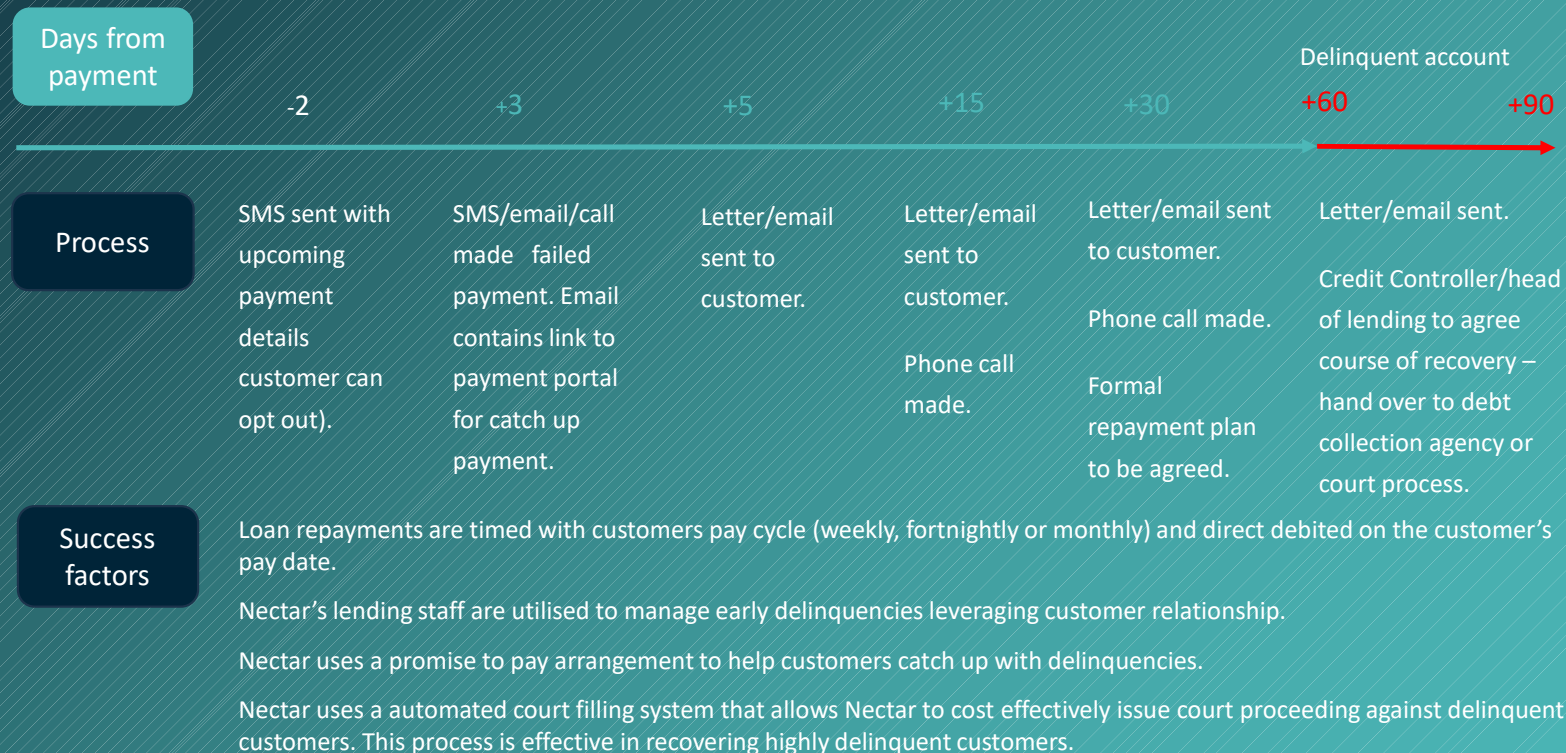 Days from
payment
Delinquent account
-2
+3
+5
+15
+30
+60
+90
Process
SMS sent with
upcoming
payment
details
customer can
opt out).
SMS/email/call
made failed
payment. Email
contains link to
payment portal
for catch up
payment.
Letter/email
sent to
customer.
Letter/email
sent to
customer.
Phone call
made.
Letter/email sent
to customer.
Phone call made.
Formal
repayment plan
to be agreed.
Letter/email sent.
Credit Controller/head
of lending to agree
course of recovery –
hand over to debt
collection agency or
court process.
Success
factors
Loan repayments are timed with customers pay cycle (weekly, fortnightly or monthly) and direct debited on the customer’s
pay date.
Nectar’s lending staff are utilised to manage early delinquencies leveraging customer relationship.
Nectar uses a promise to pay arrangement to help customers catch up with delinquencies.
Nectar uses a automated court filling system that allows Nectar to cost effectively issue court proceeding against delinquent
customers. This process is effective in recovering highly delinquent customers.